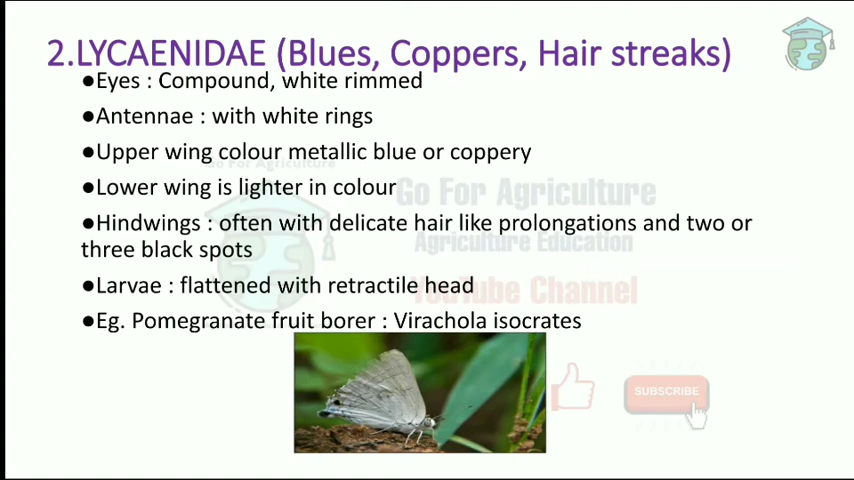 2.LYCAENIDAE (Blues, Coppers, Hair streaks)
●Eyes : Compound, white rimmed
●Antennae : with white rings
●Upper wing colour metallic blue or coppery
Go For Agriculture
●Lower wing is lighter in colour
Go For Agriculture
●Hindwings : often with delicate hair like prolongations and two or
three black spots
Agriculture Education
●Larvae : flattened with retractile head
YouTube Channel
●Eg. Pomegranate fruit borer : Virachola isocrates
SUBSCRIBE